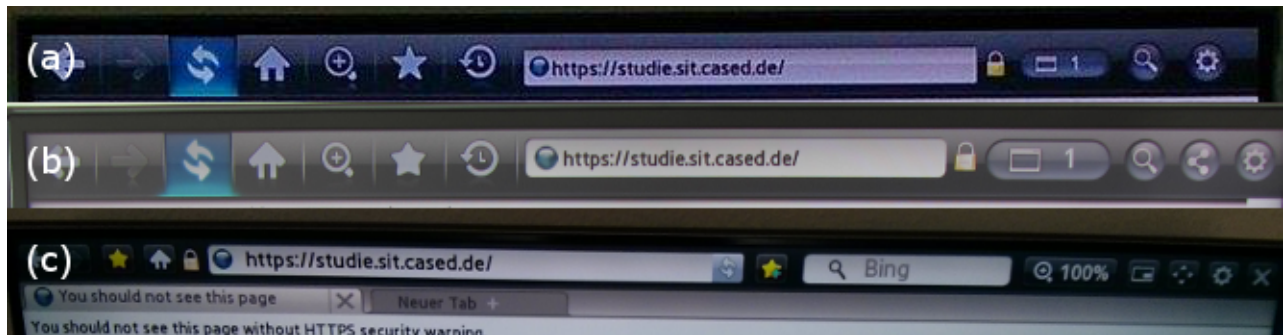 (a)
https://studie.sit.cased.de/
1
(b)
https://studie.sit.cased.de/
1
(c)
https://studie.sit.cased.de/
Bing
100%
You should not see this page
Neuer Tab +
You should not see this page without HTTPS security warning